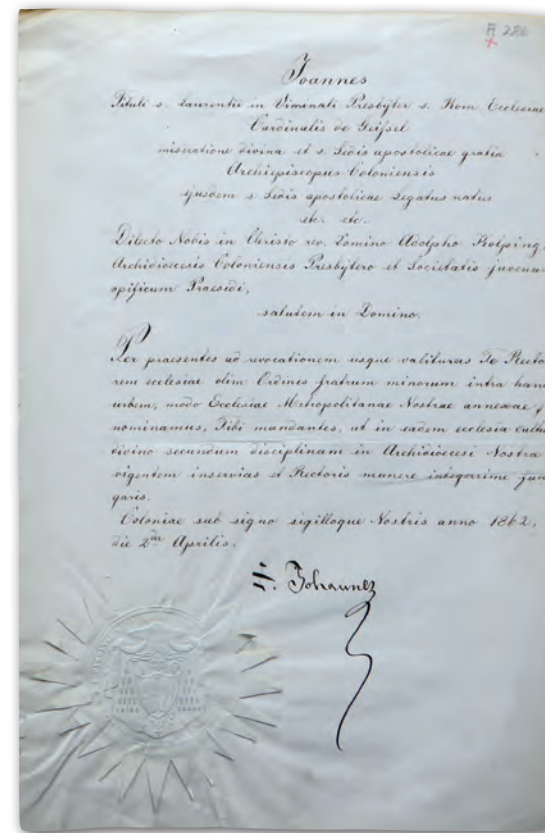 A 226
Joannes
Tituli s. Laurentii in Viminali Presbyter s. Rom. Ecclesiae
Cardinalis de Geissel
miseratione divina et s. Sedis apostolicae gratia
Archiepiscopus Coloniensis
ejusdem s. Sedis apostolicae Legatus natus
etc. etc.
Dilecto Nobis in Christo rev. Domino Adolpho Kolping,
Archidioecesis Coloniensis Presbytero et Societatis juvenum
opificum Praesidi,
salutem in Domino.
Per praesentes ad revocationem usque valituras Te Recto-
rem ecclesiae olim Ordines fratrum minorum intra hanc
urbem, modo Ecclesiae Metropolitanae Nostrae annexae
nominamus, Tibi mandantes, ut in eadem ecclesia cultui
divino secundum disciplinam in Archidioecesi Nostra
vigentem inservias et Rectoris munere integerrime fun-
garis.
Coloniae sub signo sigilloque Nostris anno 1862,
die 2da Aprilis.
Johannes